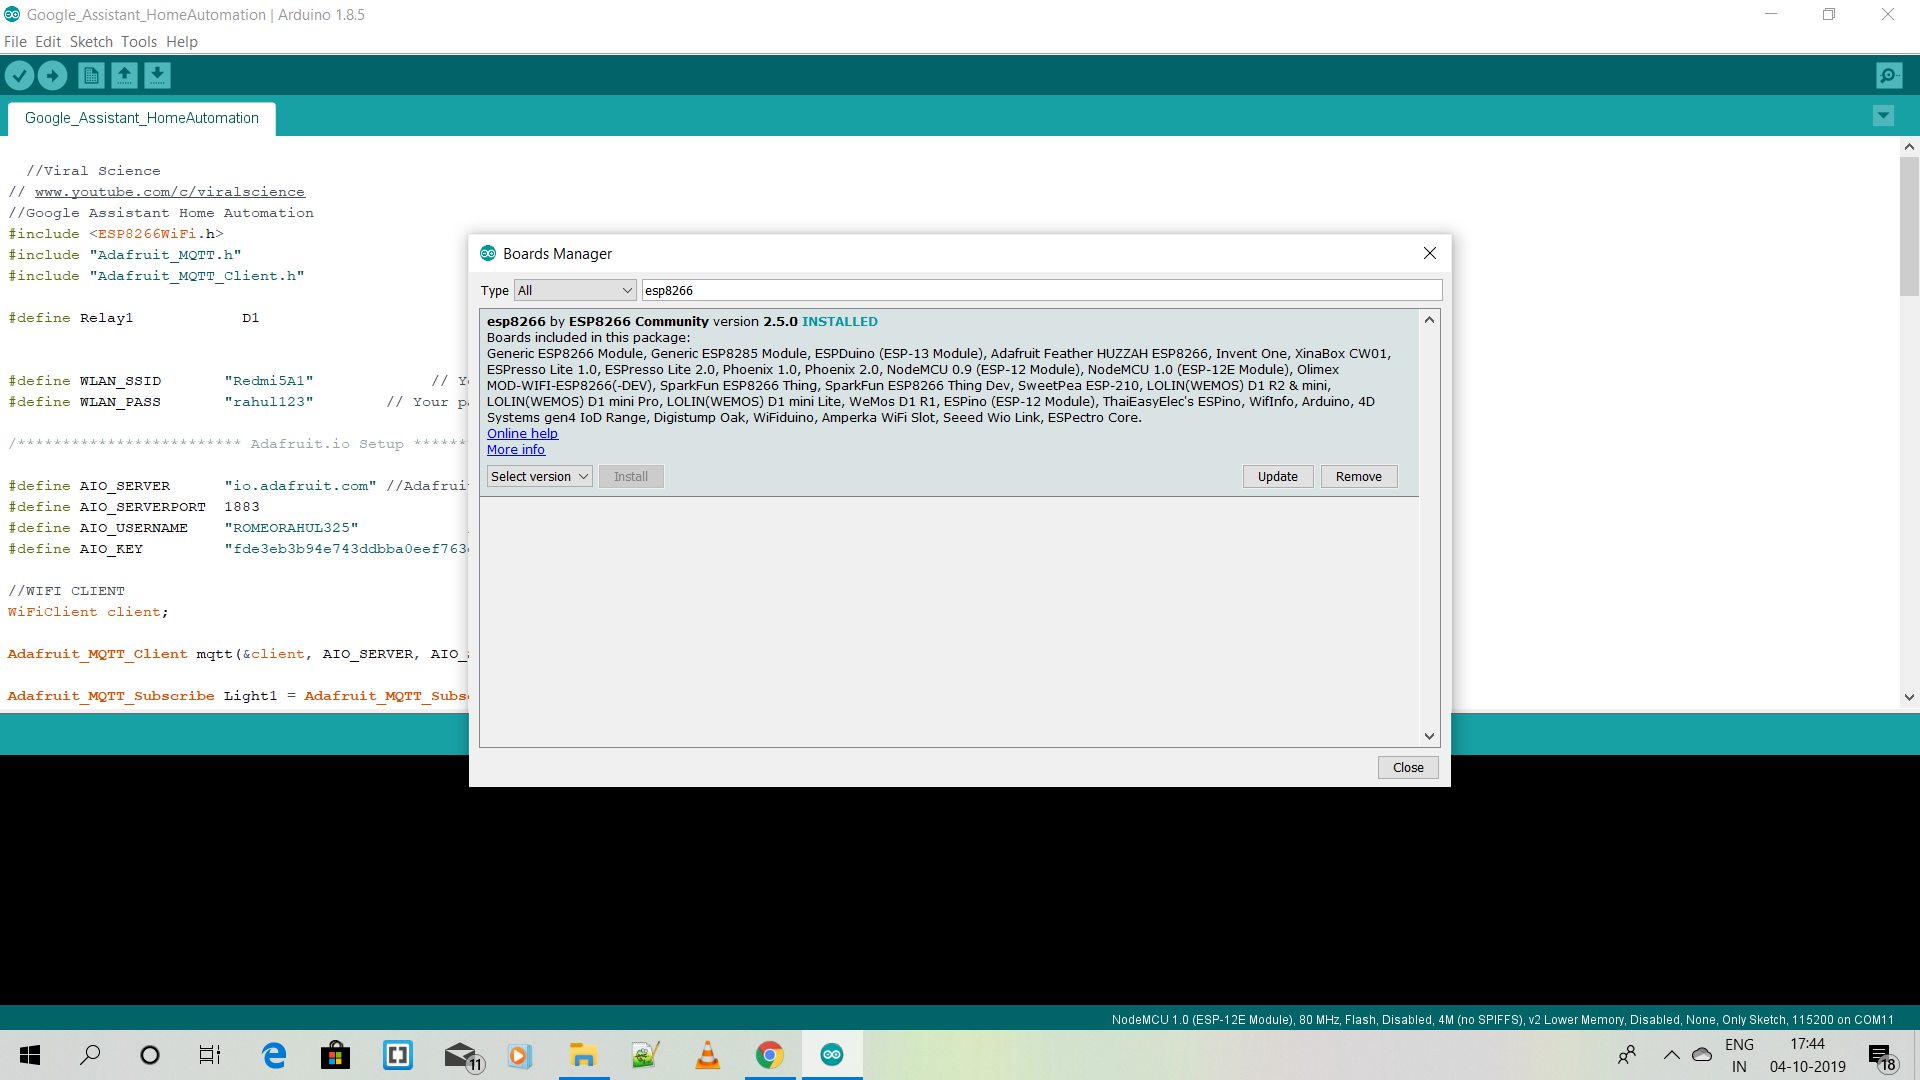 Google_Assistant_HomeAutomation | Arduino 1.8.5
File Edit Sketch Tools Help
Google_Assistant_HomeAutomation
//Viral Science
// www.youtube.com/c/viralscience
//Google Assistant Home Automation
#include <ESP8266WiFi.h>
#include "Adafruit_MQTT.h"
#include "Adafruit_MQTT_Client.h"
#define Relay1 D1
#define WLAN_SSID "Redmi5A1" // Yo
#define WLAN_PASS "rahul123" // Your pa
/************************* Adafruit.io Setup ******
#define AIO_SERVER "io.adafruit.com" //Adafruit
#define AIO_SERVERPORT 1883
#define AIO_USERNAME "ROMEORAHUL325"
#define AIO_KEY "fde3eb3b94e743ddbba0eef763
//WIFI CLIENT
WiFiClient client;
Adafruit_MQTT_Client mqtt(&client, AIO_SERVER, AIO_
Adafruit_MQTT_Subscribe Light1 = Adafruit_MQTT_Subs
Boards Manager
Type All esp8266
esp8266 by ESP8266 Community version 2.5.0 INSTALLED
Boards included in this package:
Generic ESP8266 Module, Generic ESP8285 Module, ESPDuino (ESP-13 Module), Adafruit Feather HUZZAH ESP8266, Invent One, XinaBox CW01,
ESPresso Lite 1.0, ESPresso Lite 2.0, Phoenix 1.0, Phoenix 2.0, NodeMCU 0.9 (ESP-12 Module), NodeMCU 1.0 (ESP-12E Module), Olimex
MOD-WIFI-ESP8266(-DEV), SparkFun ESP8266 Thing, SparkFun ESP8266 Thing Dev, SweetPea ESP-210, LOLIN(WEMOS) D1 R2 & mini,
LOLIN(WEMOS) D1 mini Pro, LOLIN(WEMOS) D1 mini Lite, WeMos D1 R1, ESPino (ESP-12 Module), ThaiEasyElec's ESPino, WifInfo, Arduino, 4D
Systems gen4 IoD Range, Digistump Oak, WiFiduino, Amperka WiFi Slot, Seeed Wio Link, ESPectro Core.
Online help
More info
Select version Install Update Remove
Close
NodeMCU 1.0 (ESP-12E Module), 80 MHz, Flash, Disabled, 4M (no SPIFFS), v2 Lower Memory, Disabled, None, Only Sketch, 115200 on COM11
11
ENG
IN
17:44
04-10-2019
18